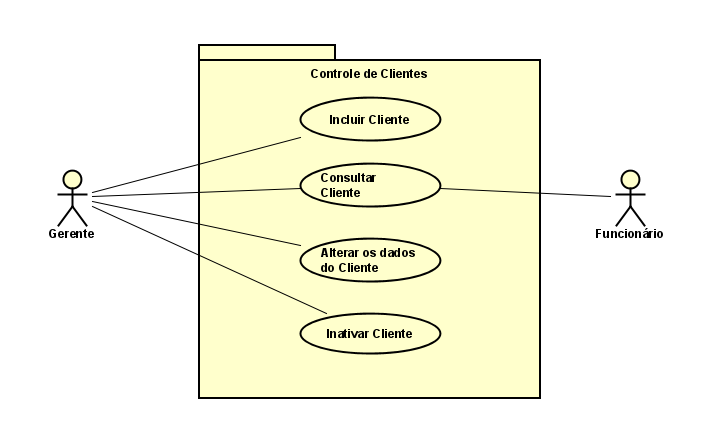 Controle de Clientes
Incluir Cliente
Consultar
Cliente
Gerente
Funcionário
Alterar os dados
do Cliente
Inativar Cliente